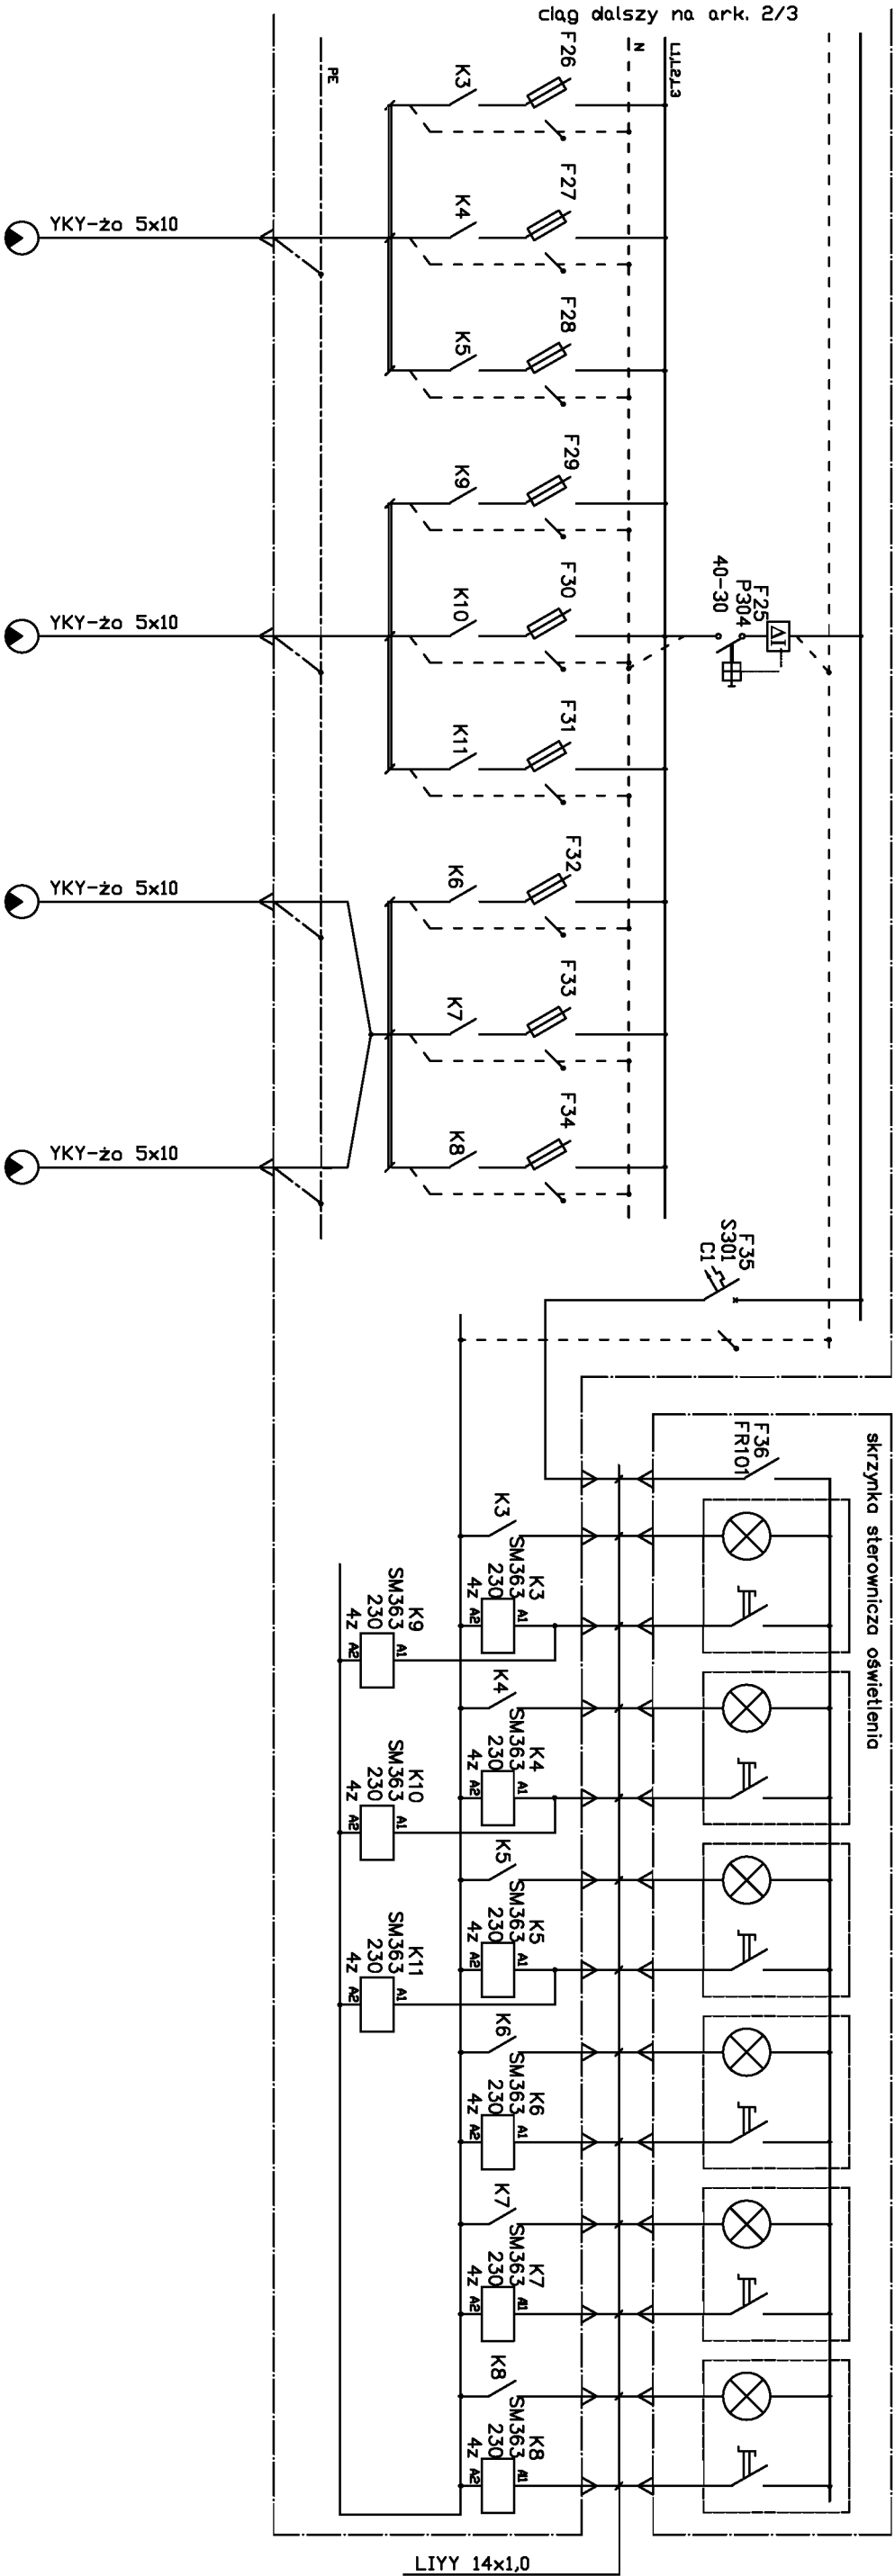 ciąg dalszy na ark. 2/3
L1,L2,L3
N
PE
F26
K3
F27
K4
F28
K5
F29
K9
F30
K10
F31
K11
F32
K6
F33
K7
F34
K8
F25
P304
40-30
ΔI
YKY-żo 5x10
YKY-żo 5x10
YKY-żo 5x10
YKY-żo 5x10
F35
S301
C1
skrzynka sterownicza oświetlenia
F36
FR101
K3
K3
SM363
230
4z
A1
A2
K9
SM363
230
4z
A1
A2
K4
K4
SM363
230
4z
A1
A2
K10
SM363
230
4z
A1
A2
K5
K5
SM363
230
4z
A1
A2
K11
SM363
230
4z
A1
A2
K6
K6
SM363
230
4z
A1
A2
K7
K7
SM363
230
4z
A1
A2
K8
K8
SM363
230
4z
A1
A2
LIYY 14x1,0